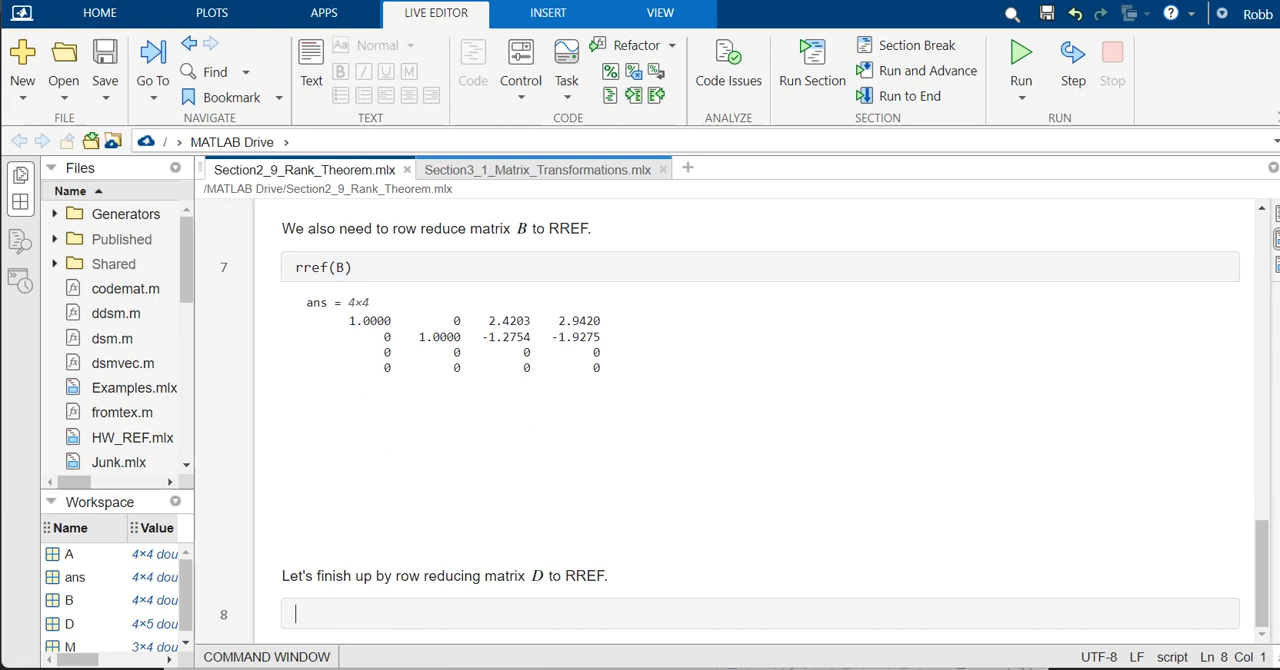 HOME PLOTS APPS LIVE EDITOR INSERT VIEW Robb
Aa Normal Refactor Section Break
Find Run and Advance
New Open Save Go To Text B I U M Code Control Task Code Issues Run Section Run Step Stop
Bookmark Run to End
FILE NAVIGATE TEXT CODE ANALYZE SECTION RUN
/ › MATLAB Drive ›
Files Section2_9_Rank_Theorem.mlx × Section3_1_Matrix_Transformations.mlx × +
Name /MATLAB Drive/Section2_9_Rank_Theorem.mlx
Generators
Published
Shared
codemat.m
ddsm.m
dsm.m
dsmvec.m
Examples.mlx
fromtex.m
HW_REF.mlx
Junk.mlx
Workspace
Name Value
A 4×4 dou
ans 4×4 dou
B 4×4 dou
D 4×5 dou
M 3×4 dou
We also need to row reduce matrix B to RREF.
7 rref(B)
ans = 4×4
1.0000 0 2.4203 2.9420
0 1.0000 -1.2754 -1.9275
0 0 0 0
0 0 0 0
Let's finish up by row reducing matrix D to RREF.
8
COMMAND WINDOW UTF-8 LF script Ln 8 Col 1